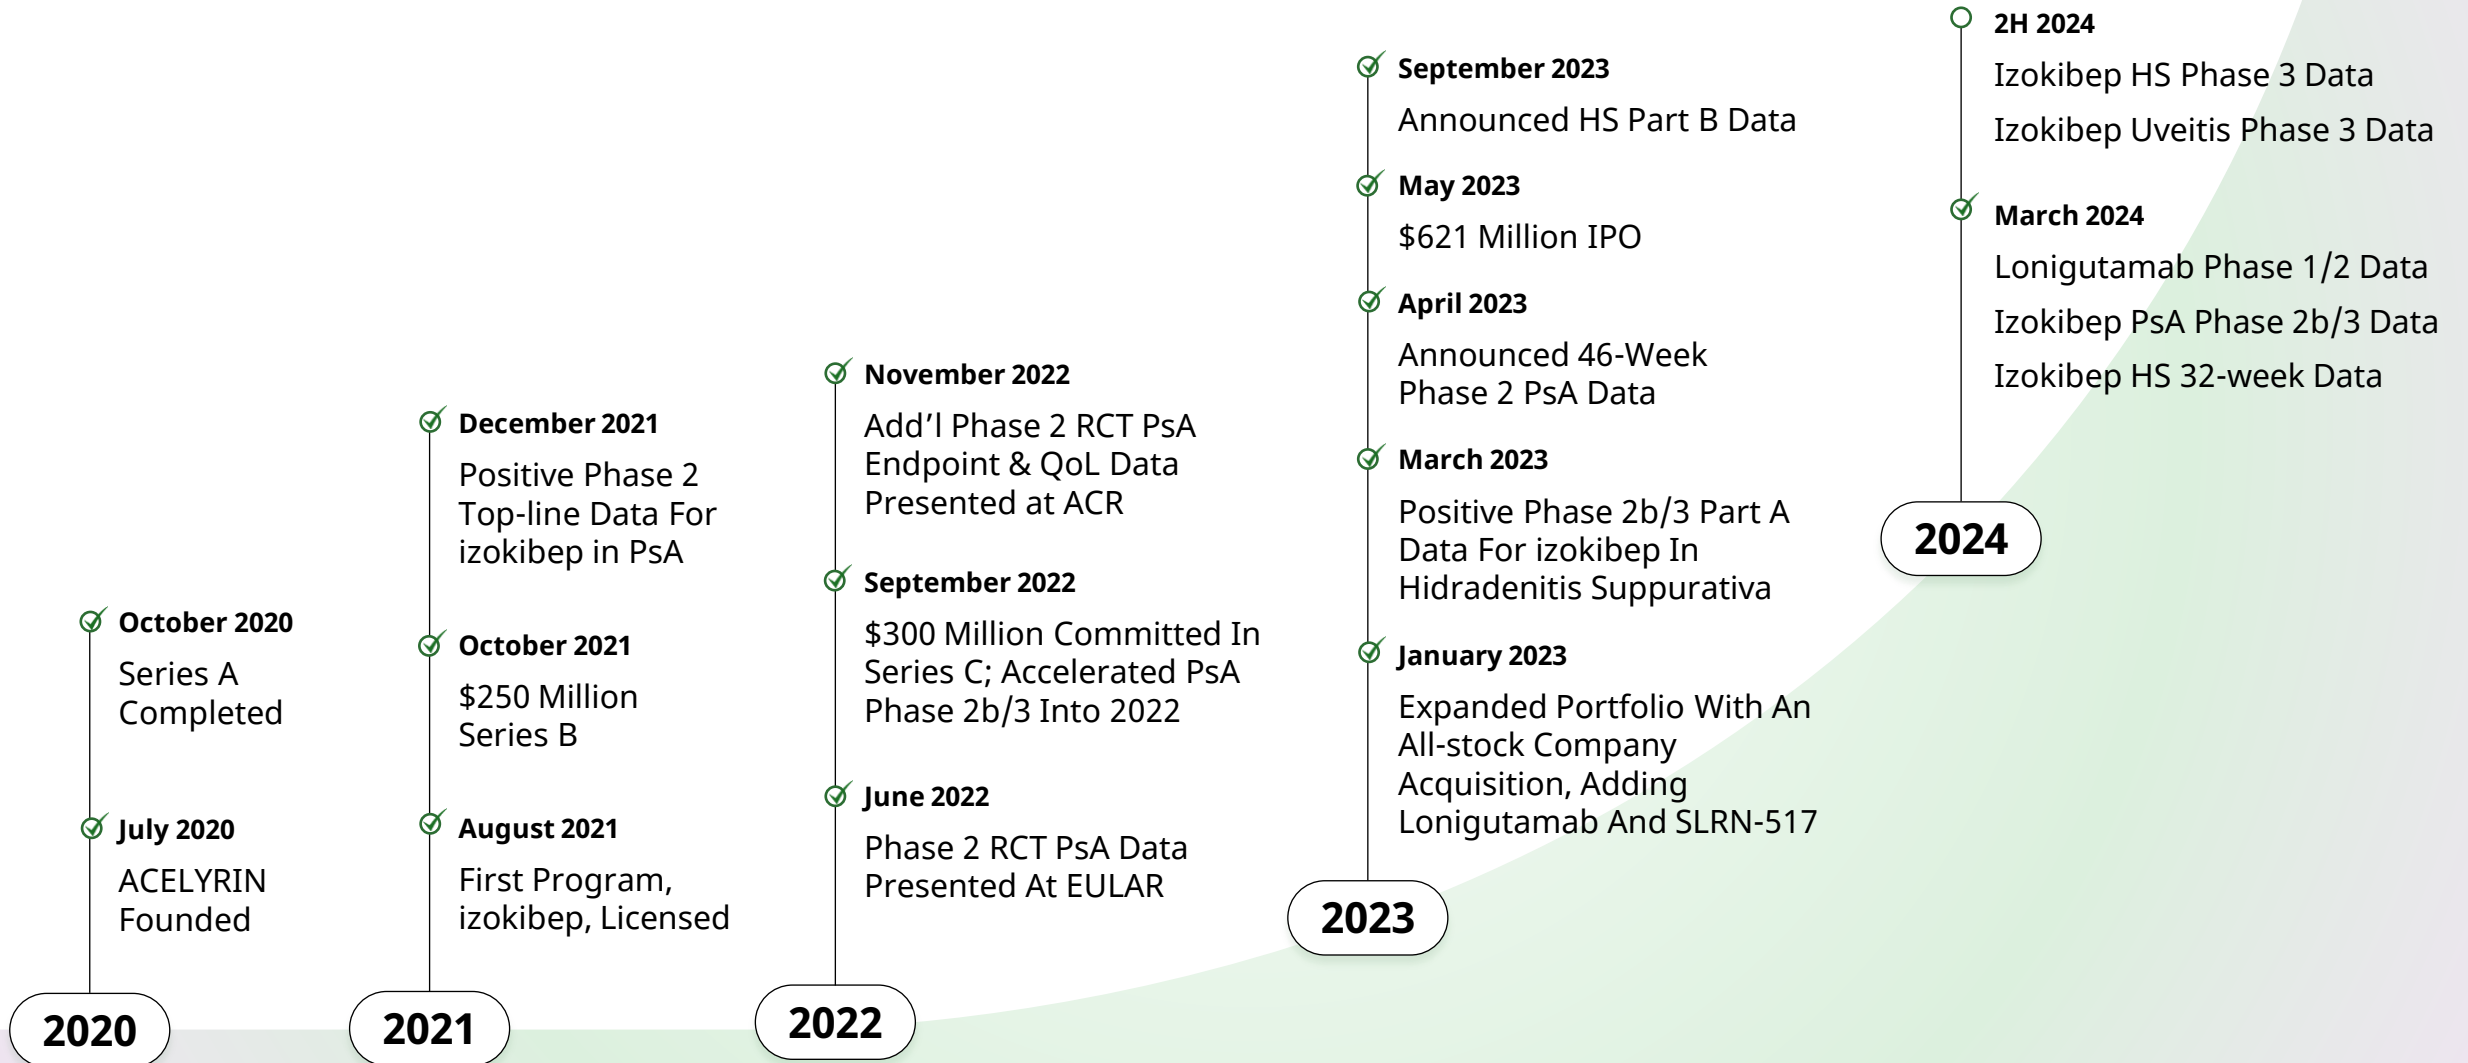 October 2020
Series A
Completed
July 2020
ACELYRIN
Founded
2020
December 2021
Positive Phase 2
Top-line Data For
izokibep in PsA
October 2021
$250 Million
Series B
August 2021
First Program,
izokibep, Licensed
2021
November 2022
Add’l Phase 2 RCT PsA
Endpoint & QoL Data
Presented at ACR
September 2022
$300 Million Committed In
Series C; Accelerated PsA
Phase 2b/3 Into 2022
June 2022
Phase 2 RCT PsA Data
Presented At EULAR
2022
September 2023
Announced HS Part B Data
May 2023
$621 Million IPO
April 2023
Announced 46-Week
Phase 2 PsA Data
March 2023
Positive Phase 2b/3 Part A
Data For izokibep In
Hidradenitis Suppurativa
January 2023
Expanded Portfolio With An
All-stock Company
Acquisition, Adding
Lonigutamab And SLRN-517
2023
2H 2024
Izokibep HS Phase 3 Data
Izokibep Uveitis Phase 3 Data
March 2024
Lonigutamab Phase 1/2 Data
Izokibep PsA Phase 2b/3 Data
Izokibep HS 32-week Data
2024